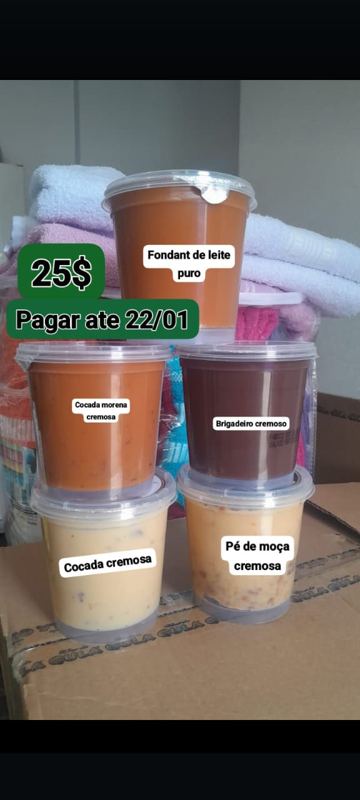 Fondant de leite
puro
25$
Pagar ate 22/01
Cocada morena
cremosa
Brigadeiro cremoso
Cocada cremosa
Pé de moça
cremosa